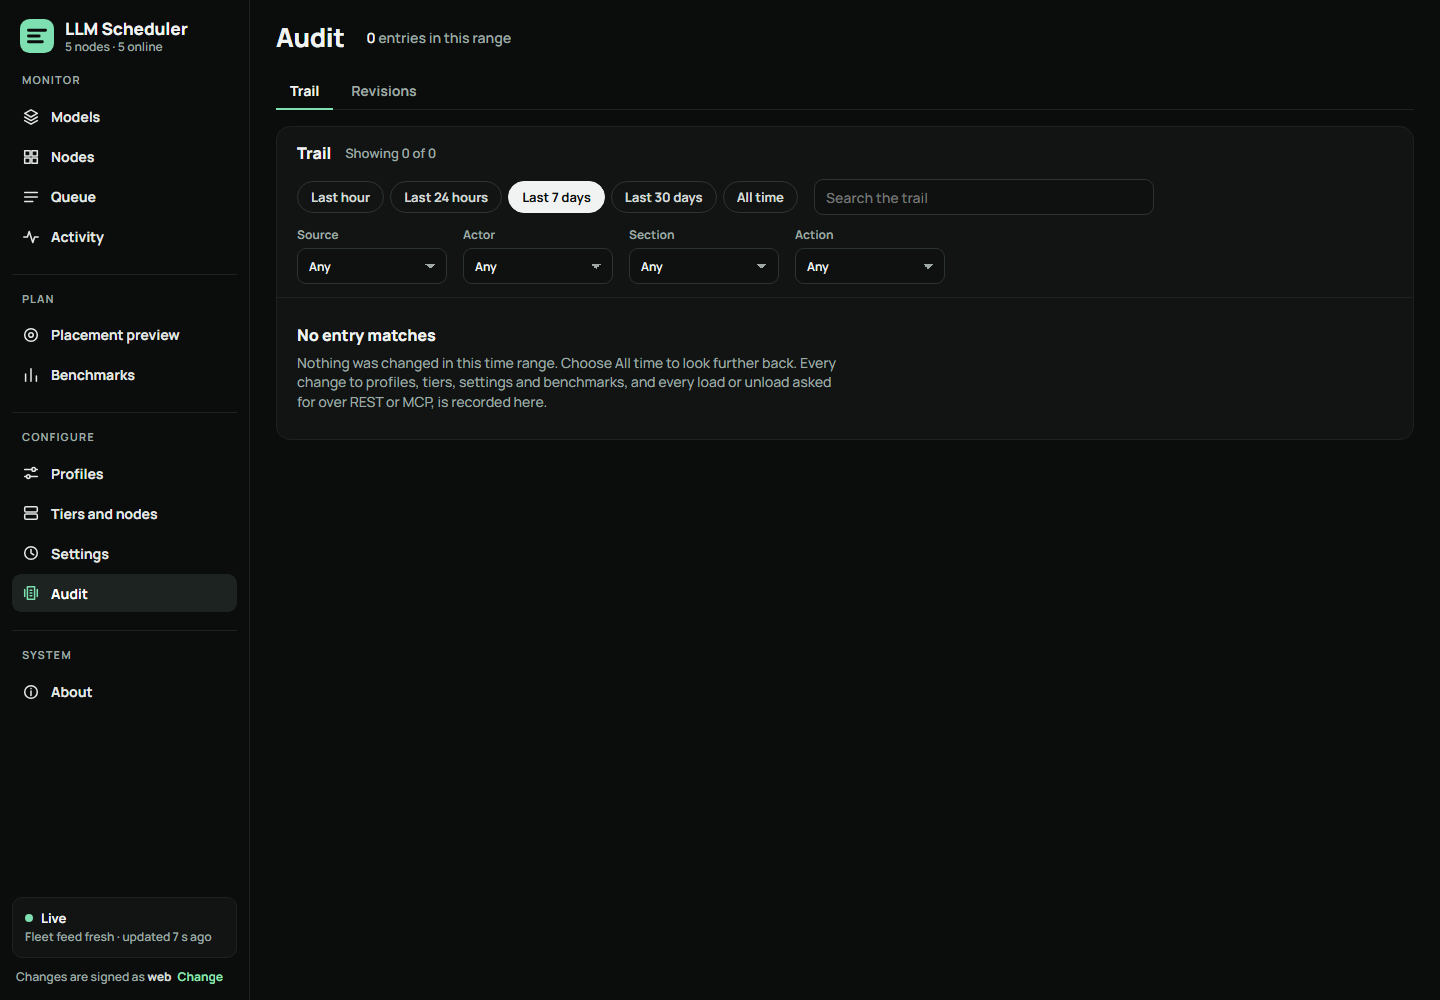 LLM Scheduler
5 nodes · 5 online
MONITOR
Models
Nodes
Queue
Activity
PLAN
Placement preview
Benchmarks
CONFIGURE
Profiles
Tiers and nodes
Settings
Audit
SYSTEM
About
Live
Fleet feed fresh · updated 7 s ago
Changes are signed as web Change
Audit 0 entries in this range
Trail Revisions
Trail Showing 0 of 0
Last hour Last 24 hours Last 7 days Last 30 days All time Search the trail
Source Actor Section Action
Any Any Any Any
No entry matches
Nothing was changed in this time range. Choose All time to look further back. Every
change to profiles, tiers, settings and benchmarks, and every load or unload asked
for over REST or MCP, is recorded here.